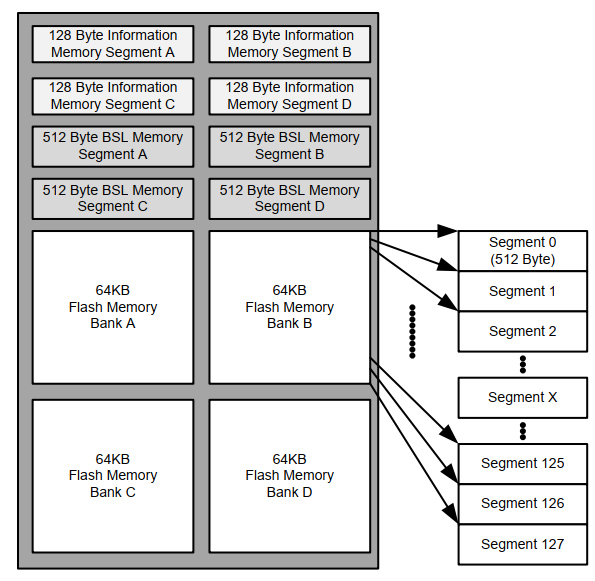 128 Byte Information
Memory Segment A
128 Byte Information
Memory Segment B
128 Byte Information
Memory Segment C
128 Byte Information
Memory Segment D
512 Byte BSL Memory
Segment A
512 Byte BSL Memory
Segment B
512 Byte BSL Memory
Segment C
512 Byte BSL Memory
Segment D
64KB
Flash Memory
Bank A
64KB
Flash Memory
Bank B
64KB
Flash Memory
Bank C
64KB
Flash Memory
Bank D
Segment 0
(512 Byte)
Segment 1
Segment 2
Segment X
Segment 125
Segment 126
Segment 127